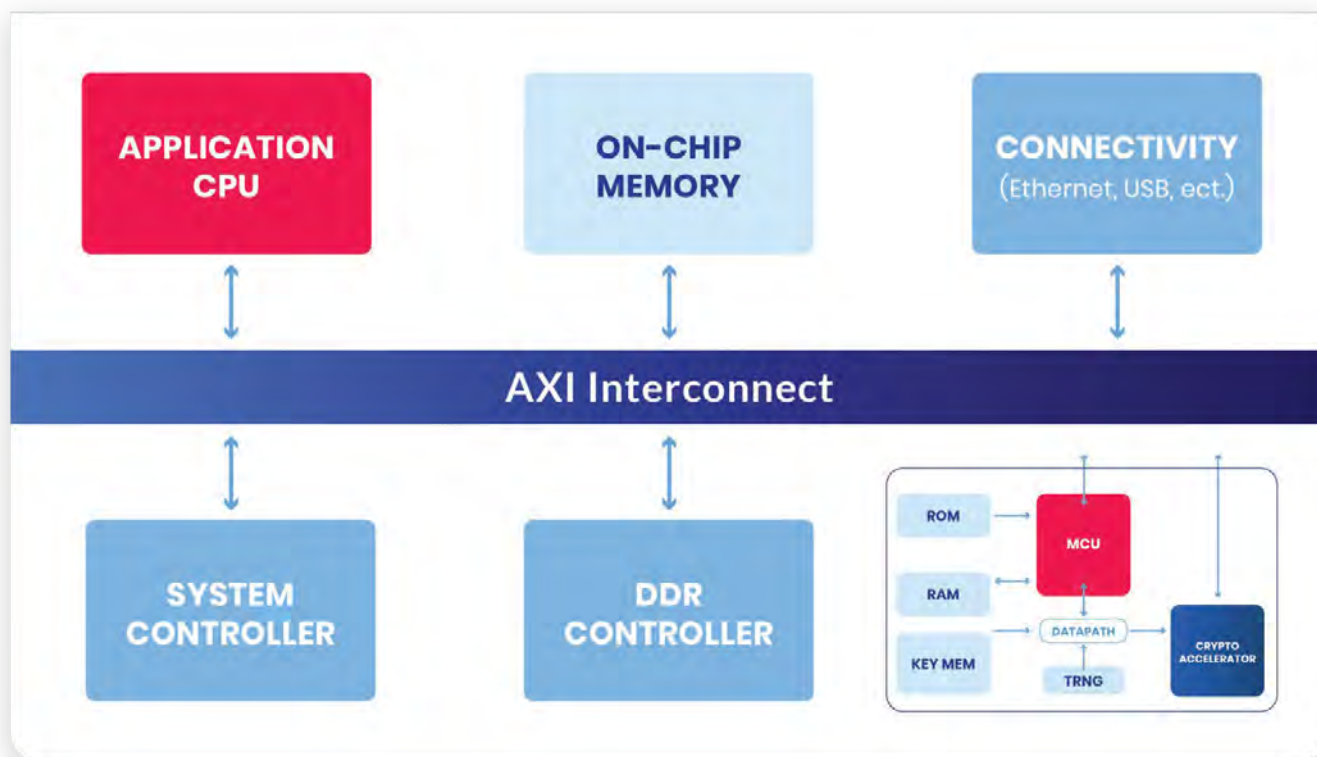 APPLICATION
CPU
ON-CHIP
MEMORY
CONNECTIVITY
(Ethernet, USB, ect.)
AXI Interconnect
SYSTEM
CONTROLLER
DDR
CONTROLLER
ROM
MCU
RAM
DATAPATH
KEY MEM
TRNG
CRYPTO
ACCELERATOR